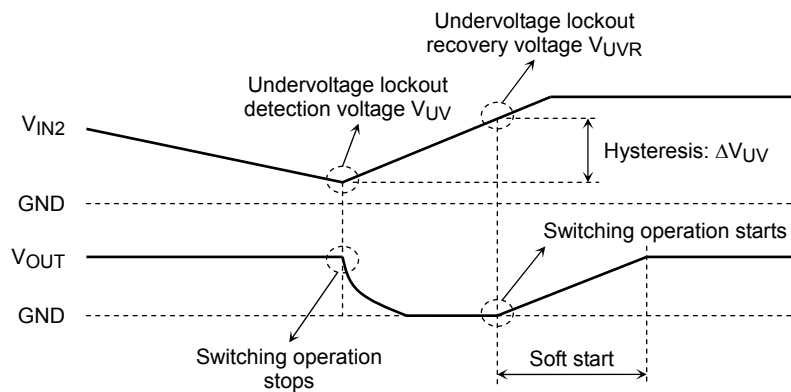 Undervoltage lockout
recovery voltage VUVR
Undervoltage lockout
detection voltage VUV
VIN2
Hysteresis: ΔVUV
GND
Switching operation starts
VOUT
GND
Switching operation
stops
Soft start